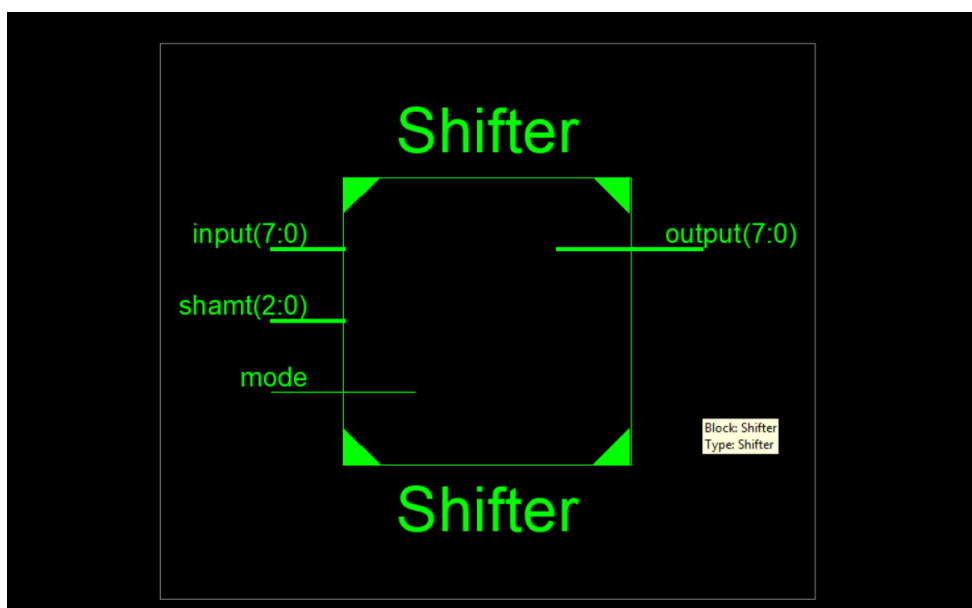 Shifter
input(7:0)
output(7:0)
shamt(2:0)
mode
Block: Shifter
Type: Shifter
Shifter